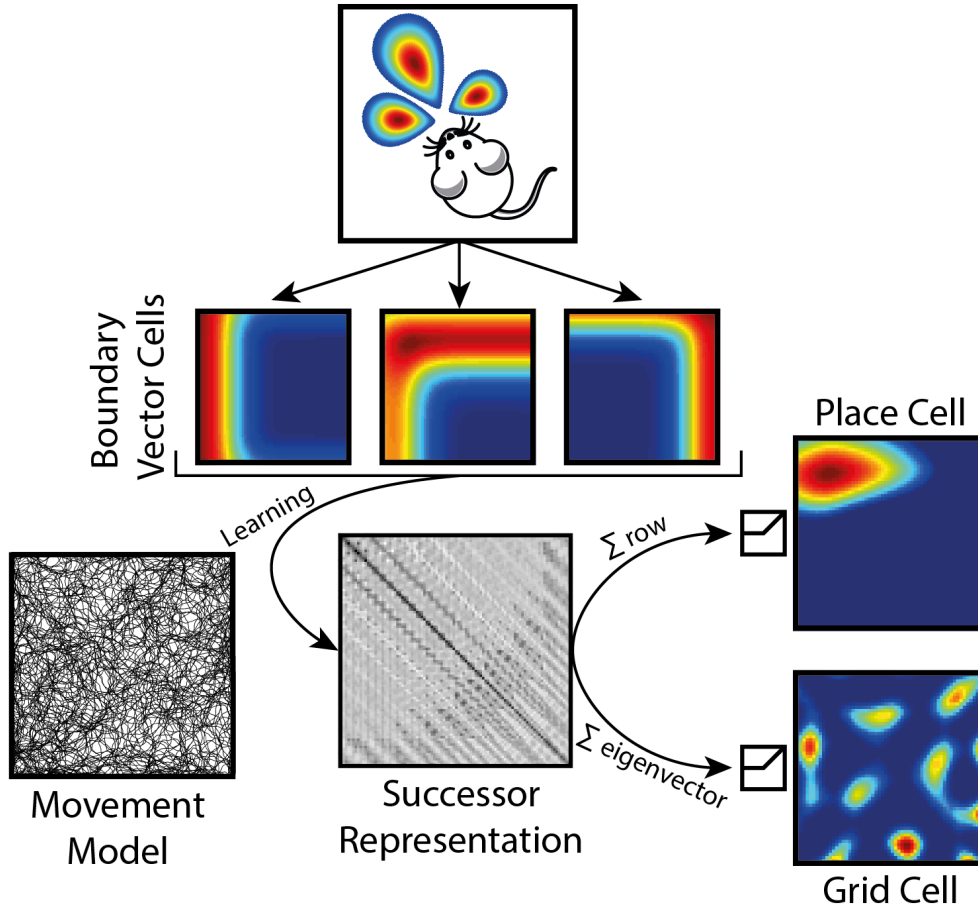 Boundary
Vector Cells
Learning
Place Cell
Σ row
Σ eigenvector
Movement
Model
Successor
Representation
Grid Cell